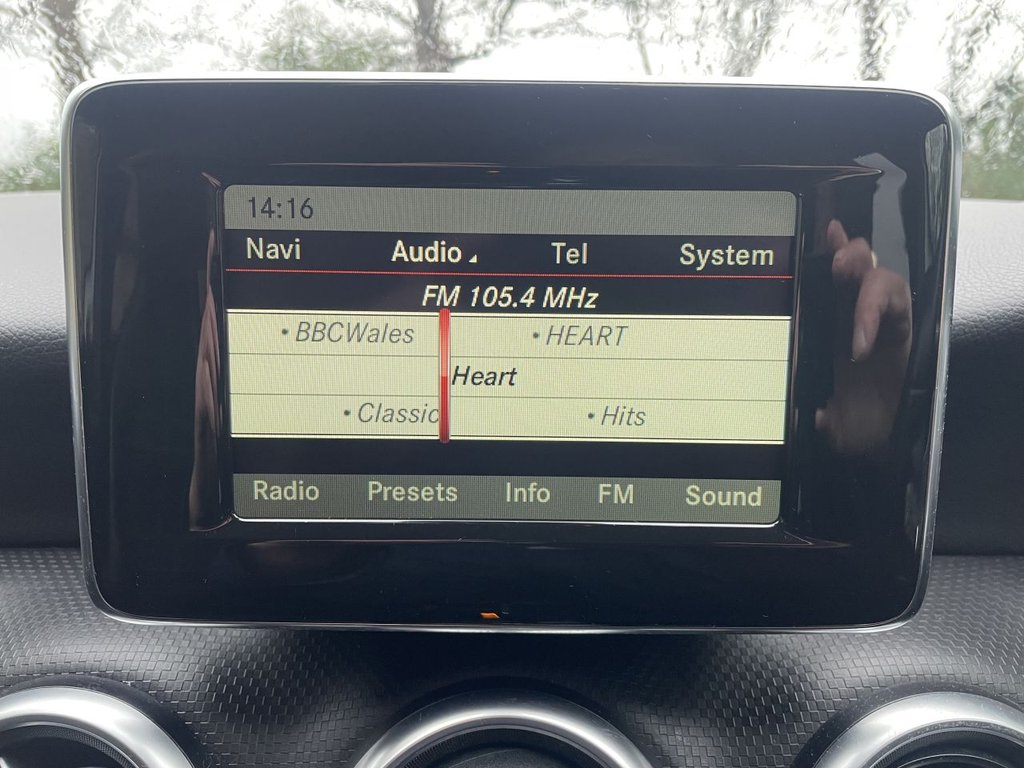 14:16
Navi Audio Tel System
FM 105.4 MHz
• BBCWales • HEART
Heart
• Classic • Hits
Radio Presets Info FM Sound